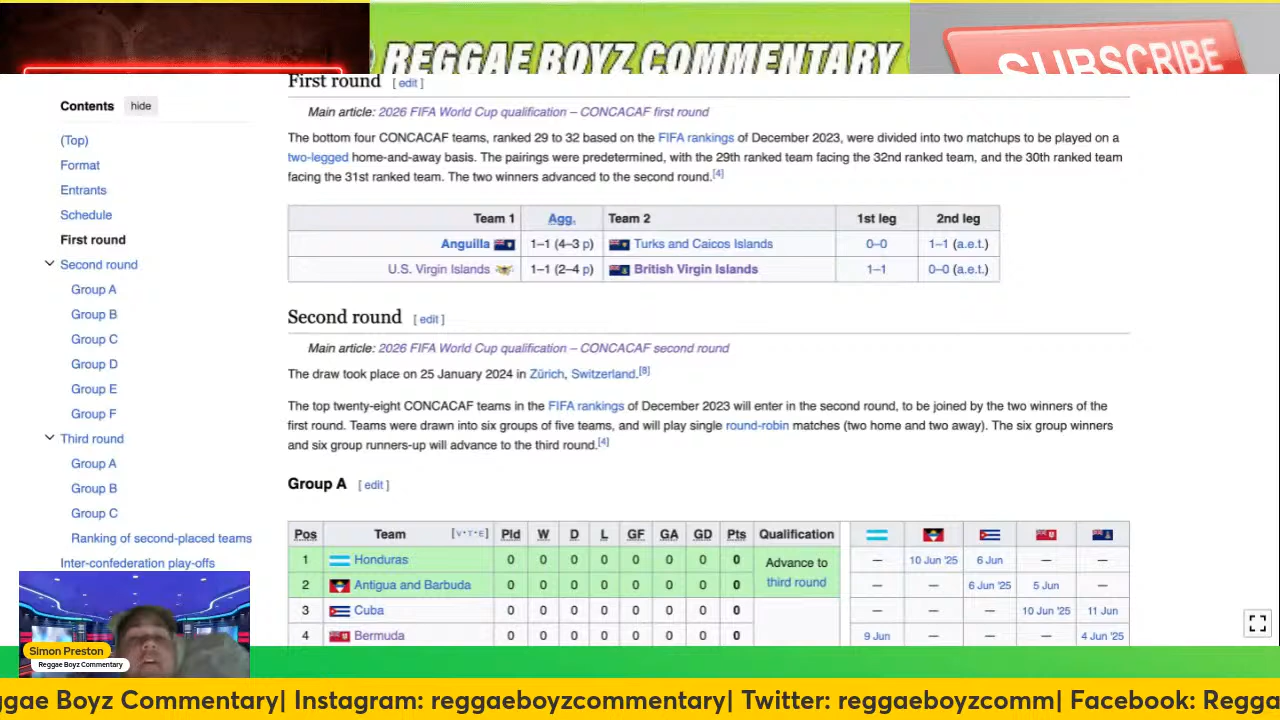 REGGAE BOYZ COMMENTARY
SUBSCRIBE
Contents hide
(Top)
Format
Entrants
Schedule
First round
Second round
Group A
Group B
Group C
Group D
Group E
Group F
Third round
Group A
Group B
Group C
Ranking of second-placed teams
Inter-confederation play-offs
First round [ edit ]
Main article: 2026 FIFA World Cup qualification – CONCACAF first round
The bottom four CONCACAF teams, ranked 29 to 32 based on the FIFA rankings of December 2023, were divided into two matchups to be played on a
two-legged home-and-away basis. The pairings were predetermined, with the 29th ranked team facing the 32nd ranked team, and the 30th ranked team
facing the 31st ranked team. The two winners advanced to the second round.[4]
Team 1 Agg. Team 2 1st leg 2nd leg
Anguilla 1–1 (4–3 p) Turks and Caicos Islands 0–0 1–1 (a.e.t.)
U.S. Virgin Islands 1–1 (2–4 p) British Virgin Islands 1–1 0–0 (a.e.t.)
Second round [ edit ]
Main article: 2026 FIFA World Cup qualification – CONCACAF second round
The draw took place on 25 January 2024 in Zürich, Switzerland.[8]
The top twenty-eight CONCACAF teams in the FIFA rankings of December 2023 will enter in the second round, to be joined by the two winners of the
first round. Teams were drawn into six groups of five teams, and will play single round-robin matches (two home and two away). The six group winners
and six group runners-up will advance to the third round.[4]
Group A [ edit ]
Pos Team [V•T•E] Pld W D L GF GA GD Pts Qualification
1 Honduras 0 0 0 0 0 0 0 0 Advance to third round — 10 Jun '25 6 Jun — —
2 Antigua and Barbuda 0 0 0 0 0 0 0 0 — — 6 Jun '25 5 Jun —
3 Cuba 0 0 0 0 0 0 0 0 — — — 10 Jun '25 11 Jun
4 Bermuda 0 0 0 0 0 0 0 0 9 Jun — — — 4 Jun '25
Simon Preston
Reggae Boyz Commentary
ggae Boyz Commentary| Instagram: reggaeboyzcommentary| Twitter: reggaeboyzcomm| Facebook: Regga